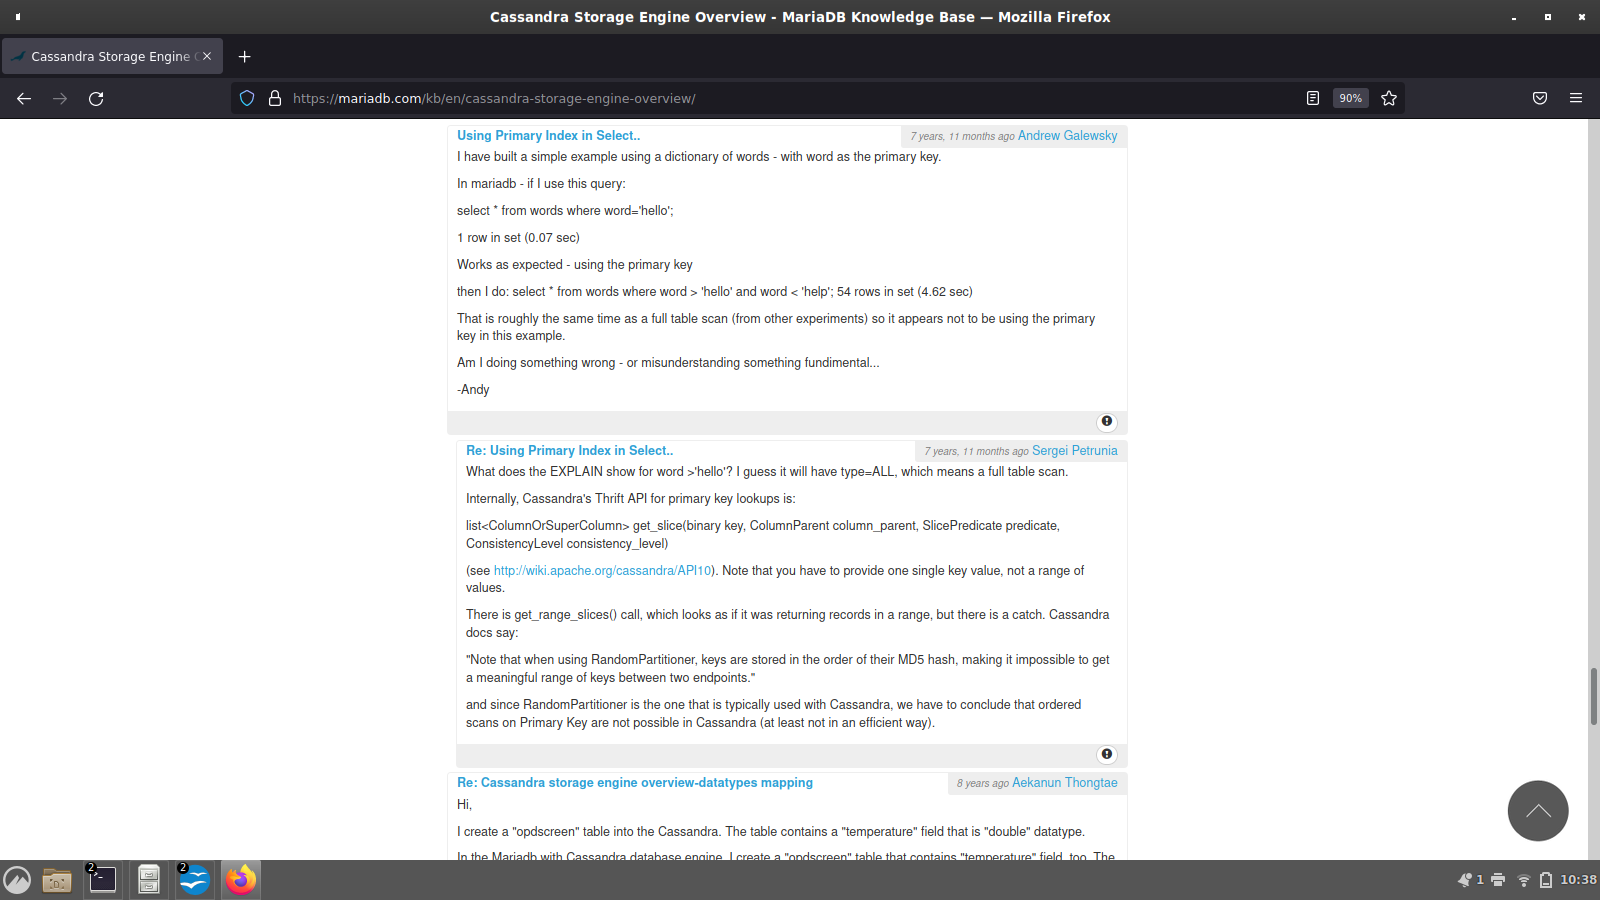 Cassandra Storage Engine Overview - MariaDB Knowledge Base — Mozilla Firefox
Cassandra Storage Engine
https://mariadb.com/kb/en/cassandra-storage-engine-overview/
90%
Using Primary Index in Select..
7 years, 11 months ago Andrew Galewsky
I have built a simple example using a dictionary of words - with word as the primary key.
In mariadb - if I use this query:
select * from words where word='hello';
1 row in set (0.07 sec)
Works as expected - using the primary key
then I do: select * from words where word > 'hello' and word < 'help'; 54 rows in set (4.62 sec)
That is roughly the same time as a full table scan (from other experiments) so it appears not to be using the primary
key in this example.
Am I doing something wrong - or misunderstanding something fundimental...
-Andy
Re: Using Primary Index in Select..
7 years, 11 months ago Sergei Petrunia
What does the EXPLAIN show for word >'hello'? I guess it will have type=ALL, which means a full table scan.
Internally, Cassandra's Thrift API for primary key lookups is:
list<ColumnOrSuperColumn> get_slice(binary key, ColumnParent column_parent, SlicePredicate predicate,
ConsistencyLevel consistency_level)
(see http://wiki.apache.org/cassandra/API10). Note that you have to provide one single key value, not a range of
values.
There is get_range_slices() call, which looks as if it was returning records in a range, but there is a catch. Cassandra
docs say:
"Note that when using RandomPartitioner, keys are stored in the order of their MD5 hash, making it impossible to get
a meaningful range of keys between two endpoints."
and since RandomPartitioner is the one that is typically used with Cassandra, we have to conclude that ordered
scans on Primary Key are not possible in Cassandra (at least not in an efficient way).
Re: Cassandra storage engine overview-datatypes mapping
8 years ago Aekanun Thongtae
Hi,
I create a "opdscreen" table into the Cassandra. The table contains a "temperature" field that is "double" datatype.
In the Mariadb with Cassandra database engine, I create a "opdscreen" table that contains "temperature" field, too. The
2
2
1
10:38